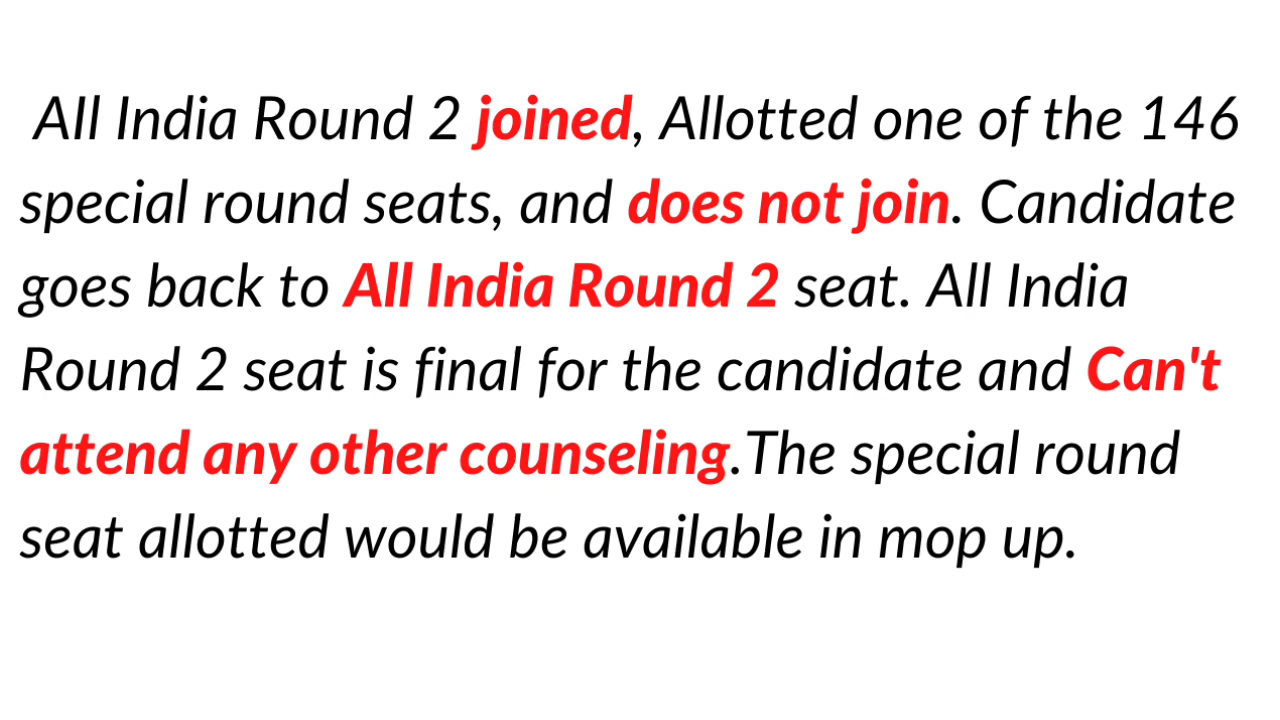 All India Round 2 joined, Allotted one of the 146
special round seats, and does not join. Candidate
goes back to All India Round 2 seat. All India
Round 2 seat is final for the candidate and Can't
attend any other counseling.The special round
seat allotted would be available in mop up.